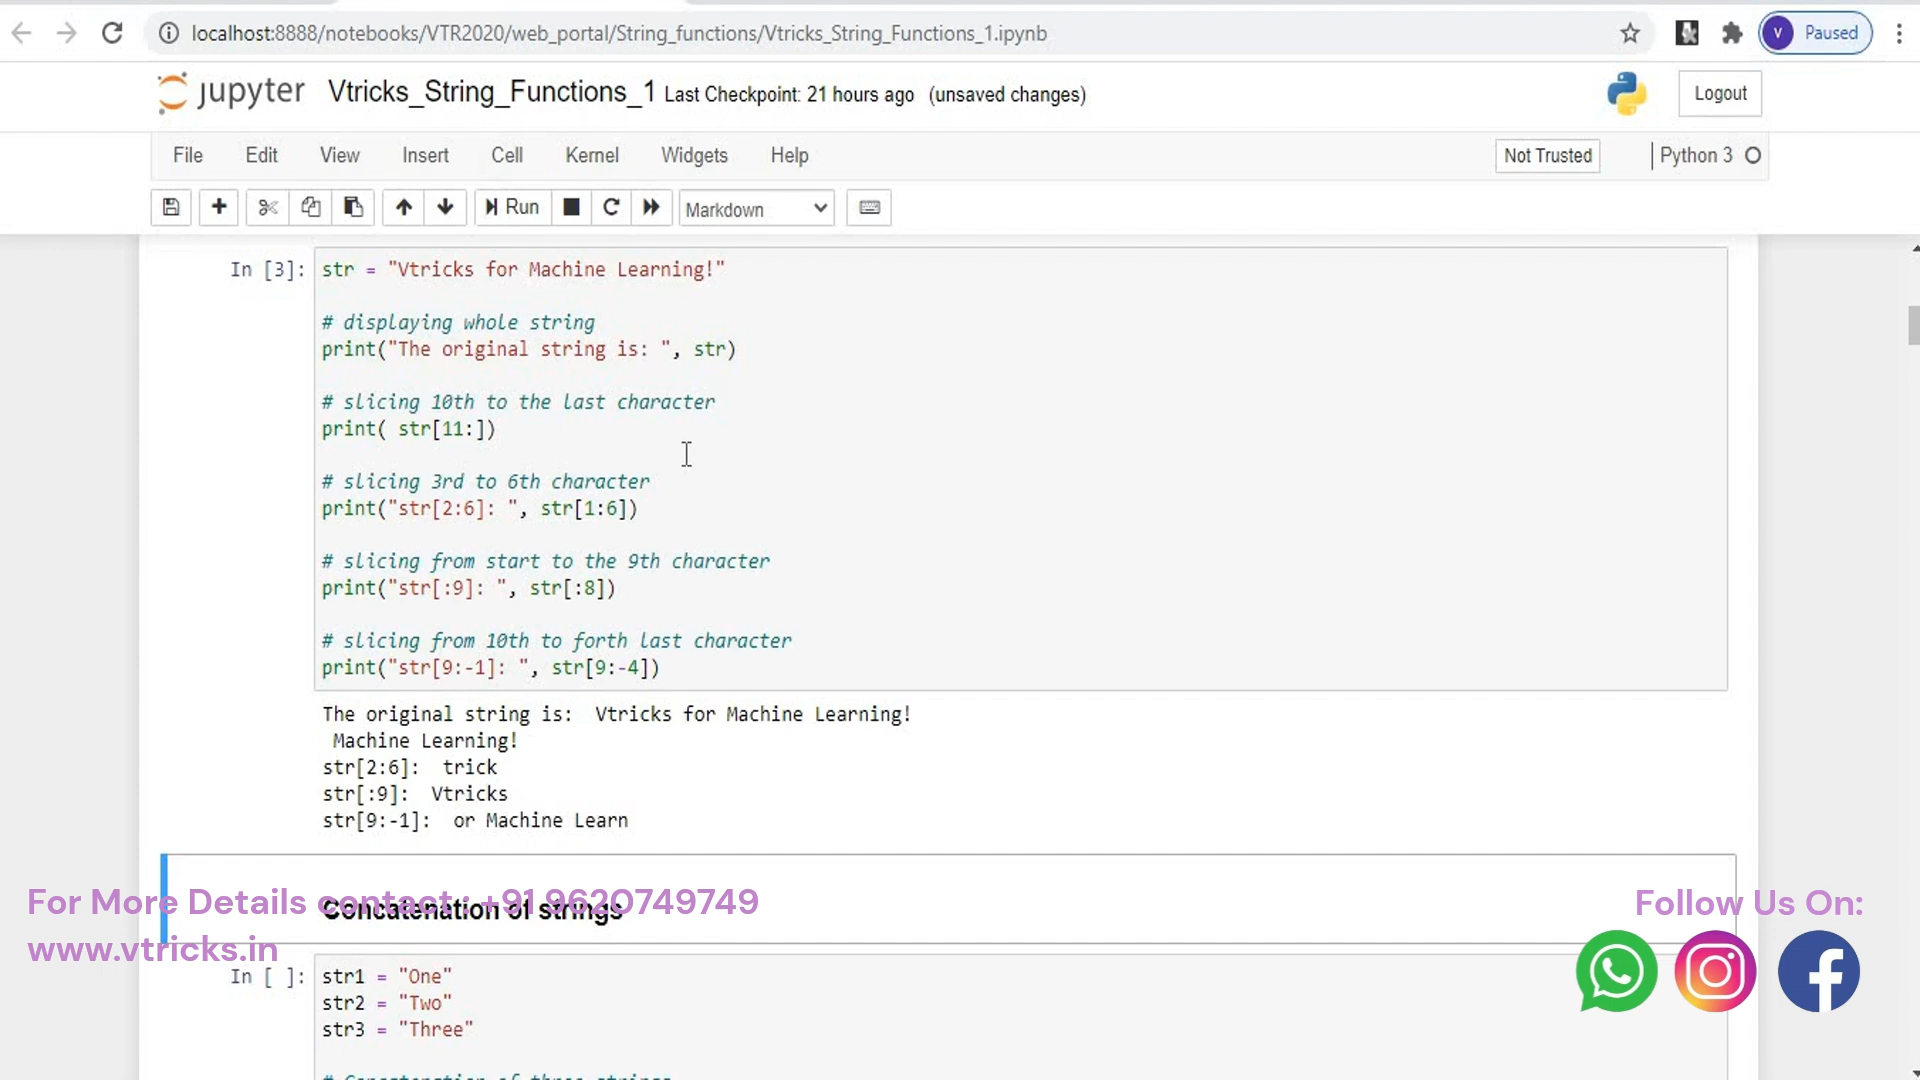 localhost:8888/notebooks/VTR2020/web_portal/String_functions/Vtricks_String_Functions_1.ipynb
V Paused
jupyter Vtricks_String_Functions_1 Last Checkpoint: 21 hours ago (unsaved changes)
Logout
File Edit View Insert Cell Kernel Widgets Help
Not Trusted
Python 3
Run
Markdown
In [3]: str = "Vtricks for Machine Learning!"
# displaying whole string
print("The original string is: ", str)
# slicing 10th to the last character
print( str[11:])
# slicing 3rd to 6th character
print("str[2:6]: ", str[1:6])
# slicing from start to the 9th character
print("str[:9]: ", str[:8])
# slicing from 10th to forth last character
print("str[9:-1]: ", str[9:-4])
The original string is:  Vtricks for Machine Learning!
 Machine Learning!
str[2:6]:  trick
str[:9]:  Vtricks
str[9:-1]:  or Machine Learn
For More Details contact : +91 9620749749
Concatenation of strings
Follow Us On:
www.vtricks.in
In [ ]: str1 = "One"
str2 = "Two"
str3 = "Three"
# Concatenation of three strings